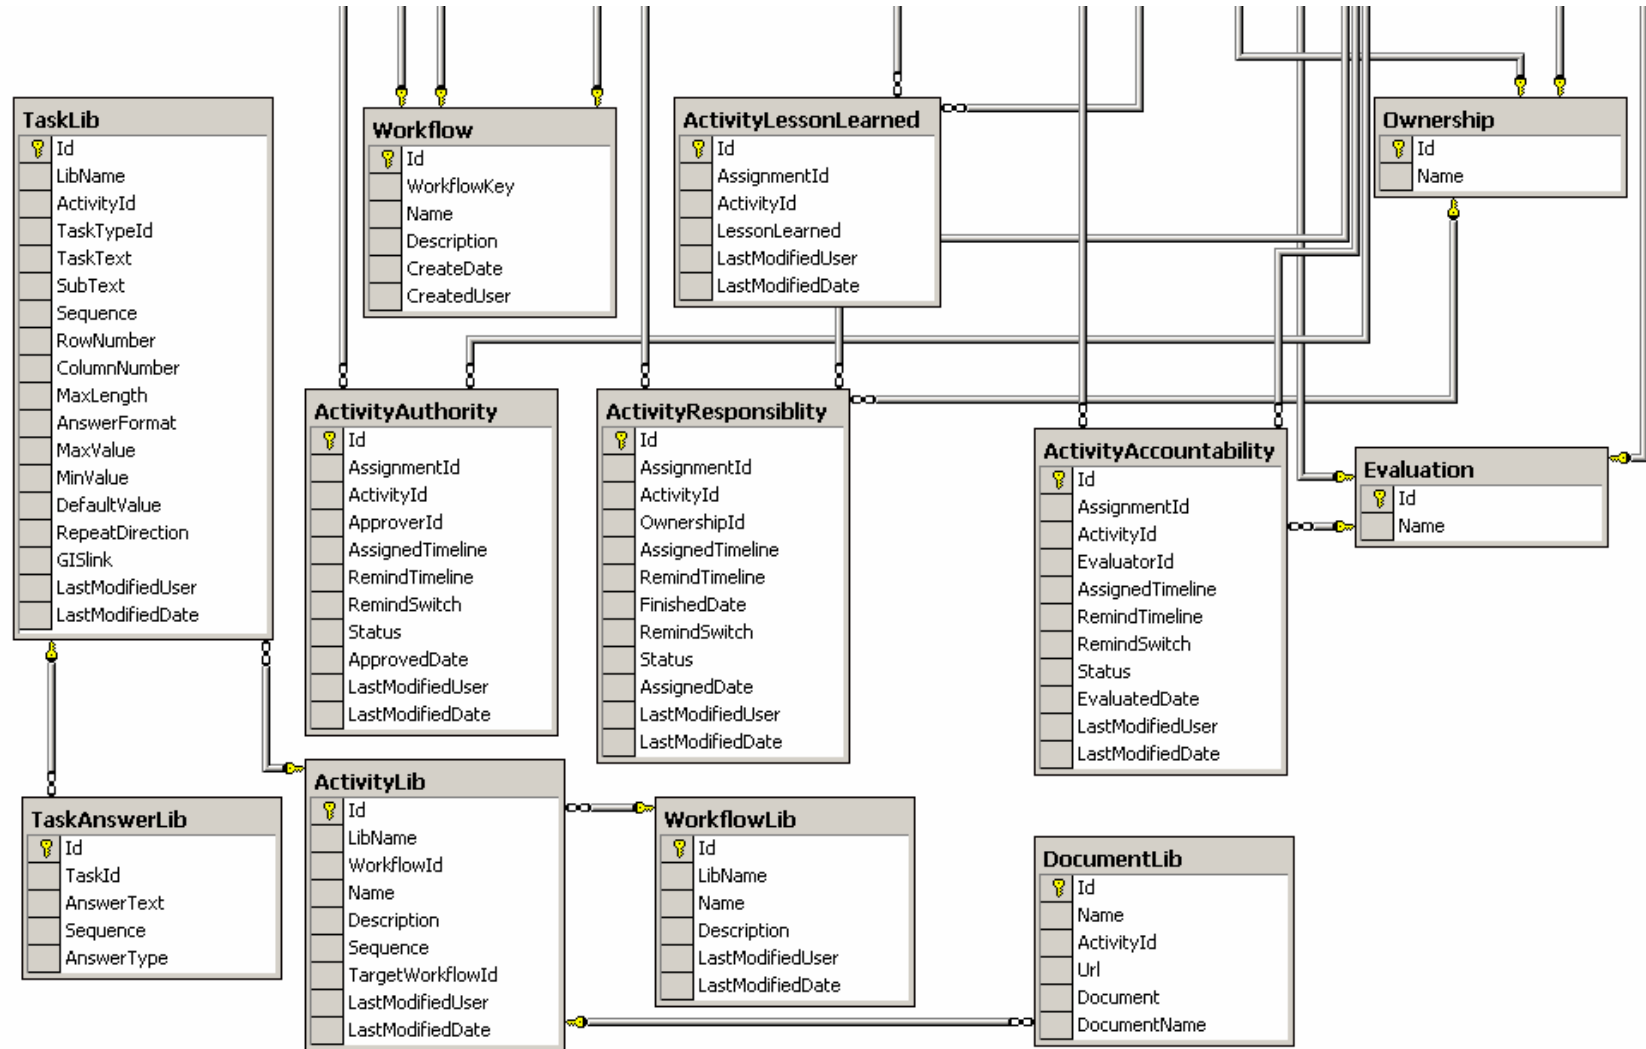 TaskLib
Id
LibName
ActivityId
TaskTypeId
TaskText
SubText
Sequence
RowNumber
ColumnNumber
MaxLength
AnswerFormat
MaxValue
MinValue
DefaultValue
RepeatDirection
GISlink
LastModifiedUser
LastModifiedDate
Workflow
Id
WorkflowKey
Name
Description
CreateDate
CreatedUser
ActivityLessonLearned
Id
AssignmentId
ActivityId
LessonLearned
LastModifiedUser
LastModifiedDate
Ownership
Id
Name
ActivityAuthority
Id
AssignmentId
ActivityId
ApproverId
AssignedTimeline
RemindTimeline
RemindSwitch
Status
ApprovedDate
LastModifiedUser
LastModifiedDate
ActivityResponsiblity
Id
AssignmentId
ActivityId
OwnershipId
AssignedTimeline
RemindTimeline
FinishedDate
RemindSwitch
Status
AssignedDate
LastModifiedUser
LastModifiedDate
ActivityAccountability
Id
AssignmentId
ActivityId
EvaluatorId
AssignedTimeline
RemindTimeline
RemindSwitch
Status
EvaluatedDate
LastModifiedUser
LastModifiedDate
Evaluation
Id
Name
TaskAnswerLib
Id
TaskId
AnswerText
Sequence
AnswerType
ActivityLib
Id
LibName
WorkflowId
Name
Description
Sequence
TargetWorkflowId
LastModifiedUser
LastModifiedDate
WorkflowLib
Id
LibName
Name
Description
LastModifiedUser
LastModifiedDate
DocumentLib
Id
Name
ActivityId
Url
Document
DocumentName